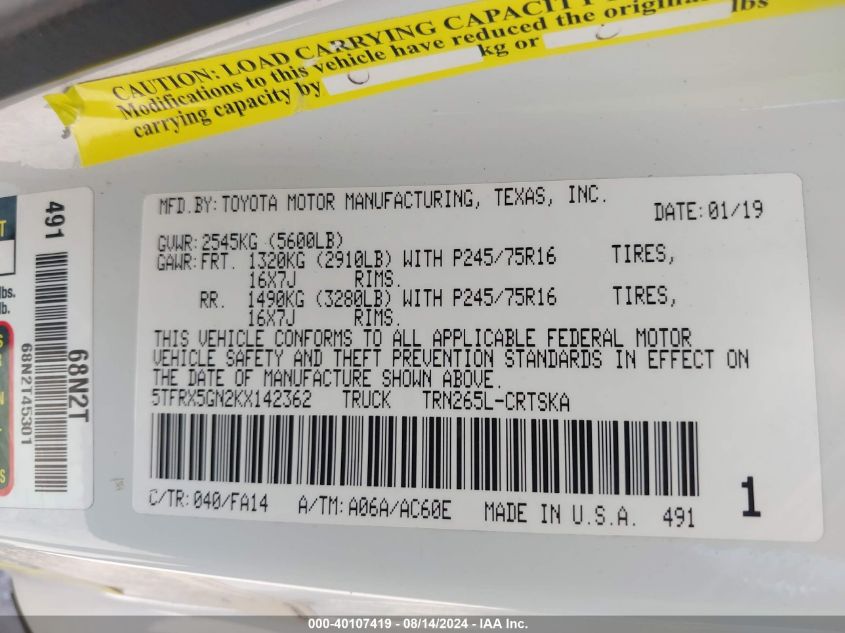 CAUTION: LOAD CARRYING CAPACITY
Modifications to this vehicle have reduced the original
carrying capacity by kg or lbs
MFD.BY:TOYOTA MOTOR MANUFACTURING, TEXAS, INC.
DATE:01/19
GVWR:2545KG (5600LB)
GAWR:FRT. 1320KG (2910LB) WITH P245/75R16 TIRES,
16X7J RIMS.
RR. 1490KG (3280LB) WITH P245/75R16 TIRES,
16X7J RIMS.
THIS VEHICLE CONFORMS TO ALL APPLICABLE FEDERAL MOTOR
VEHICLE SAFETY AND THEFT PREVENTION STANDARDS IN EFFECT ON
THE DATE OF MANUFACTURE SHOWN ABOVE.
5TFRX5GN2KX142362 TRUCK TRN265L-CRTSKA
C/TR:040/FA14 A/TM:A06A/AC60E MADE IN U.S.A. 491
1
491
68N2T
68N2T45301
lbs.
lb.
000-40107419 - 08/14/2024 - IAA Inc.